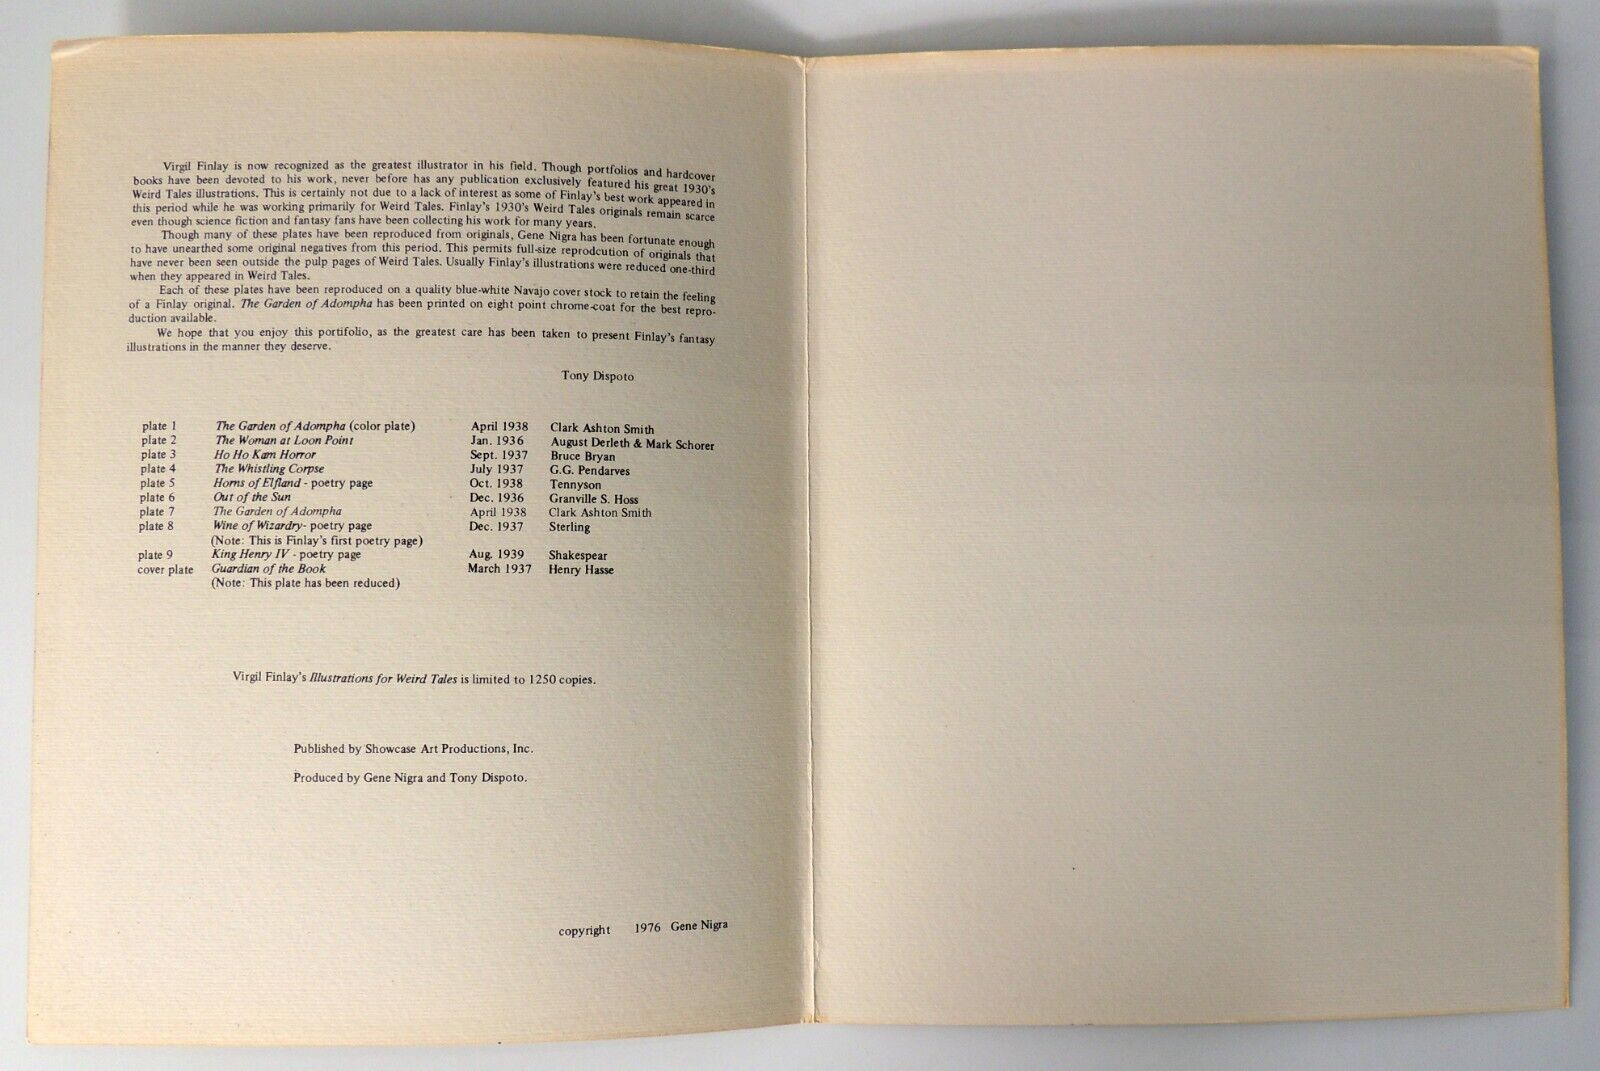 Virgil Finlay is now recognized as the greatest illustrator in his field. Though portfolios and hardcover
books have been devoted to his work, never before has any publication exclusively featured his great 1930's
Weird Tales illustrations. This is certainly not due to a lack of interest as some of Finlay's best work appeared in
this period while he was working primarily for Weird Tales. Finlay's 1930's Weird Tales originals remain scarce
even though science fiction and fantasy fans have been collecting his work for many years.
Though many of these plates have been reproduced from originals, Gene Nigra has been fortunate enough
to have unearthed some original negatives from this period. This permits full-size reprodcution of originals that
have never been seen outside the pulp pages of Weird Tales. Usually Finlay's illustrations were reduced one-third
when they appeared in Weird Tales.
Each of these plates have been reproduced on a quality blue-white Navajo cover stock to retain the feeling
of a Finlay original. The Garden of Adompha has been printed on eight point chrome-coat for the best repro-
duction available.
We hope that you enjoy this portifolio, as the greatest care has been taken to present Finlay's fantasy
illustrations in the manner they deserve.
Tony Dispoto
plate 1 The Garden of Adompha (color plate) April 1938 Clark Ashton Smith
plate 2 The Woman at Loon Point Jan. 1936 August Derleth & Mark Schorer
plate 3 Ho Ho Kam Horror Sept. 1937 Bruce Bryan
plate 4 The Whistling Corpse July 1937 G.G. Pendarves
plate 5 Horns of Elfland - poetry page Oct. 1938 Tennyson
plate 6 Out of the Sun Dec. 1936 Granville S. Hoss
plate 7 The Garden of Adompha April 1938 Clark Ashton Smith
plate 8 Wine of Wizardry- poetry page Dec. 1937 Sterling
(Note: This is Finlay's first poetry page)
plate 9 King Henry IV - poetry page Aug. 1939 Shakespear
cover plate Guardian of the Book March 1937 Henry Hasse
(Note: This plate has been reduced)
Virgil Finlay's Illustrations for Weird Tales is limited to 1250 copies.
Published by Showcase Art Productions, Inc.
Produced by Gene Nigra and Tony Dispoto.
copyright 1976 Gene Nigra